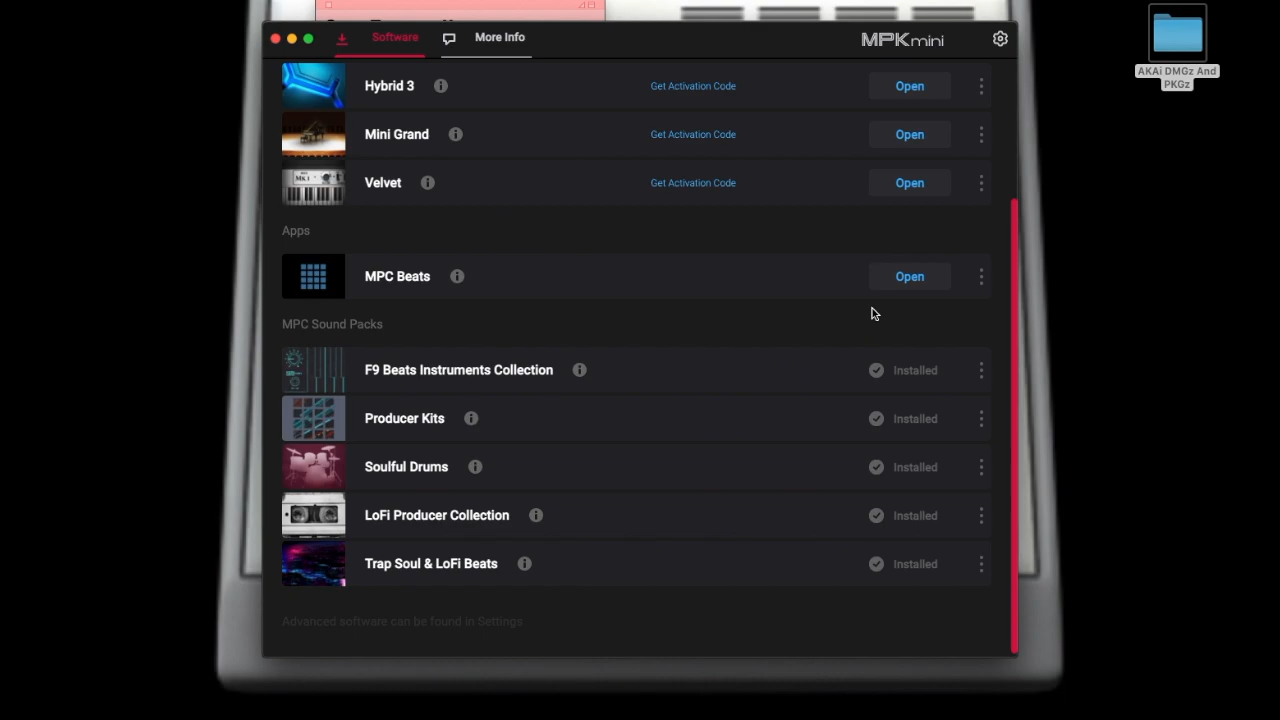 Software
More Info
MPKmini
AKAi DMGz And
PKGz
Hybrid 3
Get Activation Code
Open
Mini Grand
Get Activation Code
Open
Velvet
Get Activation Code
Open
Apps
MPC Beats
Open
MPC Sound Packs
F9 Beats Instruments Collection
Installed
Producer Kits
Installed
Soulful Drums
Installed
LoFi Producer Collection
Installed
Trap Soul & LoFi Beats
Installed
Advanced software can be found in Settings